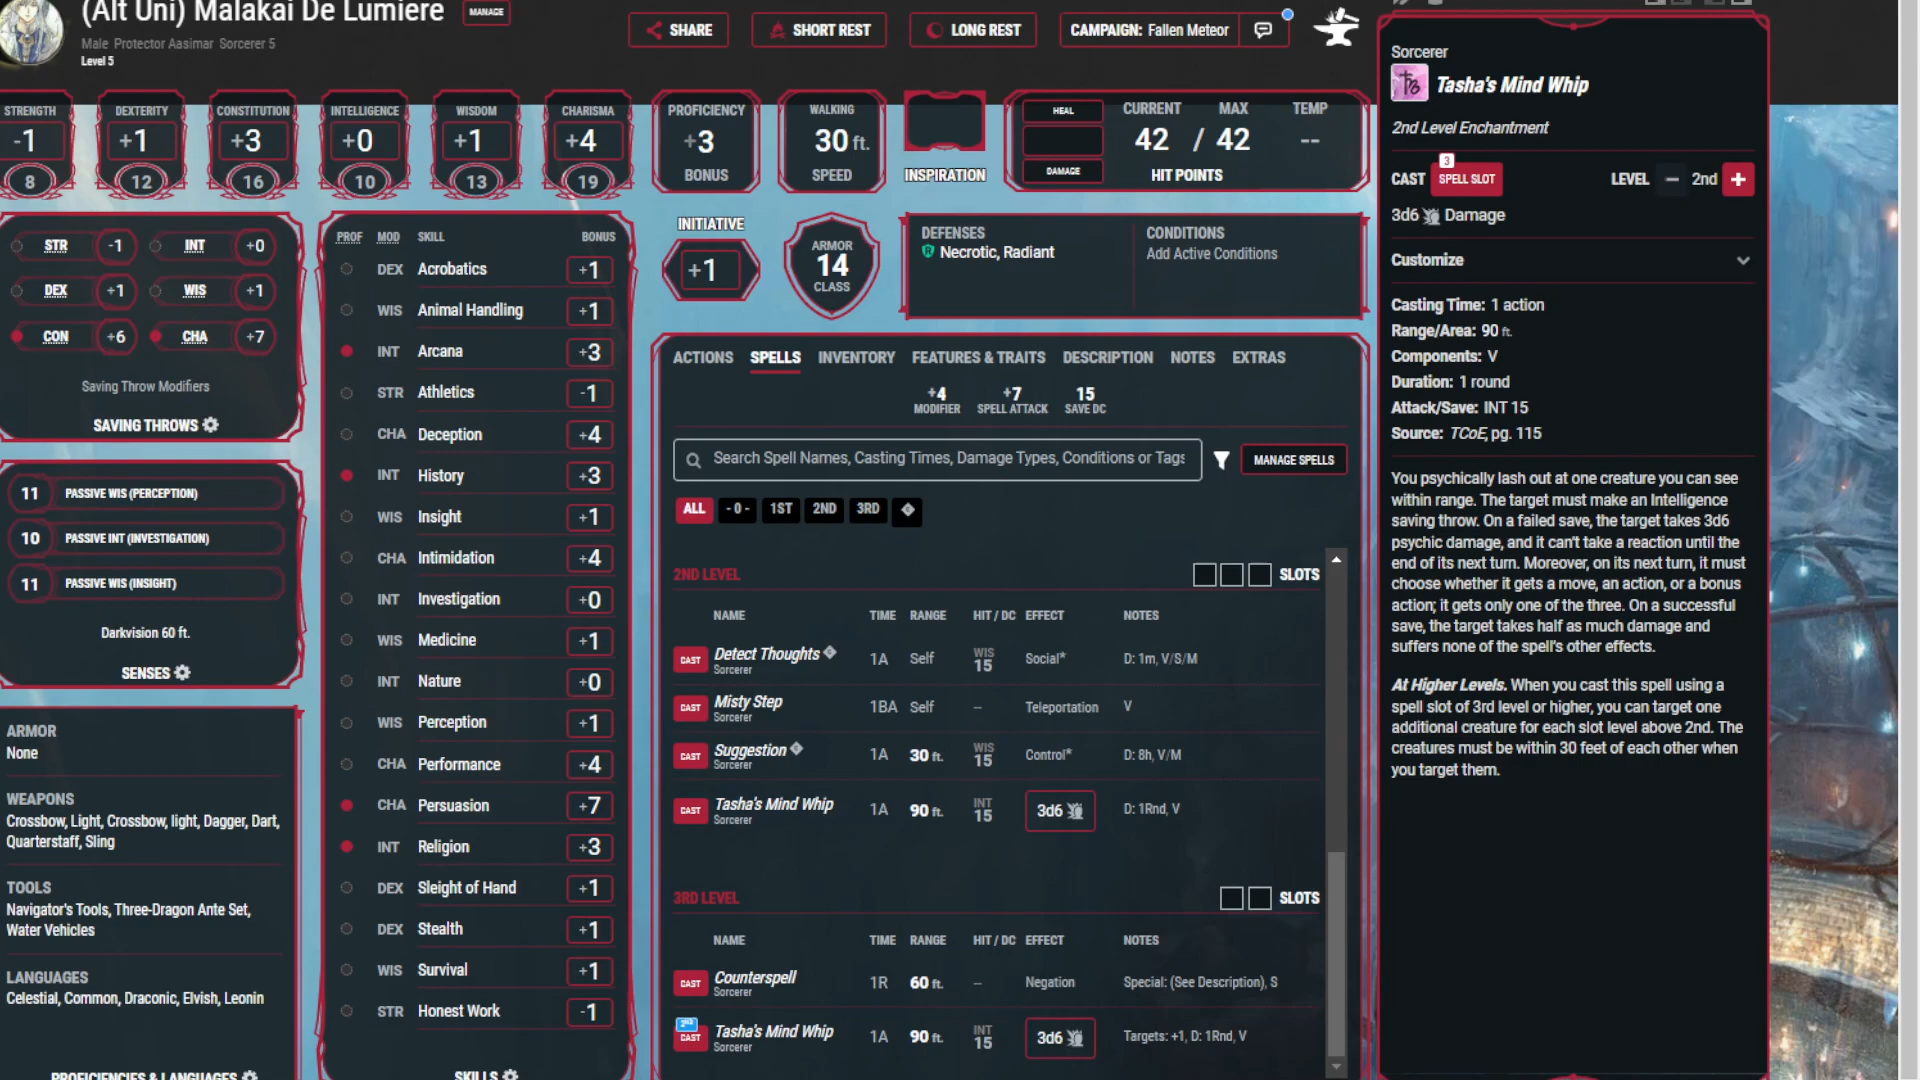 (Alt Uni) Malakai De Lumiere
MANAGE
Male Protector Aasimar Sorcerer 5
Level 5
SHARE
SHORT REST
LONG REST
CAMPAIGN: Fallen Meteor
STRENGTH
-1
8
DEXTERITY
+1
12
CONSTITUTION
+3
16
INTELLIGENCE
+0
10
WISDOM
+1
13
CHARISMA
+4
19
PROFICIENCY
+3
BONUS
WALKING
30 ft.
SPEED
INSPIRATION
HEAL
DAMAGE
CURRENT
MAX
TEMP
42 / 42 --
HIT POINTS
STR -1
INT +0
DEX +1
WIS +1
CON +6
CHA +7
Saving Throw Modifiers
SAVING THROWS
11 PASSIVE WIS (PERCEPTION)
10 PASSIVE INT (INVESTIGATION)
11 PASSIVE WIS (INSIGHT)
Darkvision 60 ft.
SENSES
ARMOR
None
WEAPONS
Crossbow, Light, Crossbow, light, Dagger, Dart,
Quarterstaff, Sling
TOOLS
Navigator's Tools, Three-Dragon Ante Set,
Water Vehicles
LANGUAGES
Celestial, Common, Draconic, Elvish, Leonin
PROFICIENCIES & LANGUAGES
PROF MOD SKILL BONUS
DEX Acrobatics +1
WIS Animal Handling +1
INT Arcana +3
STR Athletics -1
CHA Deception +4
INT History +3
WIS Insight +1
CHA Intimidation +4
INT Investigation +0
WIS Medicine +1
INT Nature +0
WIS Perception +1
CHA Performance +4
CHA Persuasion +7
INT Religion +3
DEX Sleight of Hand +1
DEX Stealth +1
WIS Survival +1
STR Honest Work -1
SKILLS
INITIATIVE
+1
ARMOR
14
CLASS
DEFENSES
Necrotic, Radiant
CONDITIONS
Add Active Conditions
ACTIONS SPELLS INVENTORY FEATURES & TRAITS DESCRIPTION NOTES EXTRAS
+4 +7 15
MODIFIER SPELL ATTACK SAVE DC
Search Spell Names, Casting Times, Damage Types, Conditions or Tags
MANAGE SPELLS
ALL - 0 - 1ST 2ND 3RD
2ND LEVEL
SLOTS
NAME TIME RANGE HIT / DC EFFECT NOTES
CAST Detect Thoughts 1A Self WIS 15 Social* D: 1m, V/S/M
Sorcerer
CAST Misty Step 1BA Self -- Teleportation V
Sorcerer
CAST Suggestion 1A 30 ft. WIS 15 Control* D: 8h, V/M
Sorcerer
CAST Tasha's Mind Whip 1A 90 ft. INT 15 3d6 D: 1Rnd, V
Sorcerer
3RD LEVEL
SLOTS
NAME TIME RANGE HIT / DC EFFECT NOTES
CAST Counterspell 1R 60 ft. -- Negation Special: (See Description), S
Sorcerer
2ND
CAST Tasha's Mind Whip 1A 90 ft. INT 15 3d6 Targets: +1, D: 1Rnd, V
Sorcerer
Sorcerer
Tasha's Mind Whip
2nd Level Enchantment
3
CAST SPELL SLOT LEVEL − 2nd +
3d6 Damage
Customize
Casting Time: 1 action
Range/Area: 90 ft.
Components: V
Duration: 1 round
Attack/Save: INT 15
Source: TCoE, pg. 115
You psychically lash out at one creature you can see
within range. The target must make an Intelligence
saving throw. On a failed save, the target takes 3d6
psychic damage, and it can't take a reaction until the
end of its next turn. Moreover, on its next turn, it must
choose whether it gets a move, an action, or a bonus
action; it gets only one of the three. On a successful
save, the target takes half as much damage and
suffers none of the spell's other effects.
At Higher Levels. When you cast this spell using a
spell slot of 3rd level or higher, you can target one
additional creature for each slot level above 2nd. The
creatures must be within 30 feet of each other when
you target them.